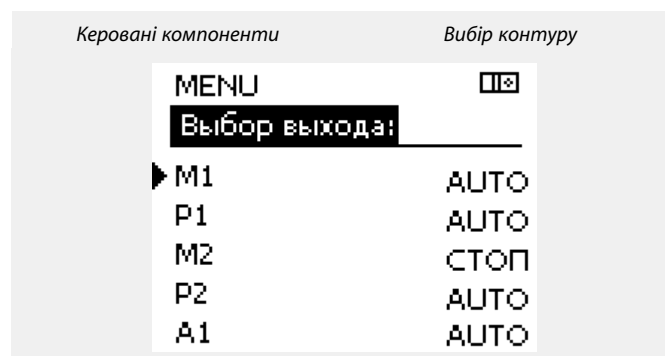 Керовані компоненти Вибір контуру
MENU
Выбор выхода:
M1 AUTO
P1 AUTO
M2 СТОП
P2 AUTO
A1 AUTO